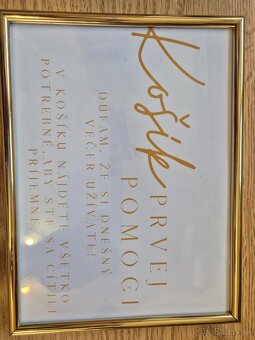 Košík
PRVEJ
POMOCI
DÚFAM, ŽE SI DNEŠNÝ
VEČER UŽÍVATE!
V KOŠÍKU NÁJDETE VŠETKO
POTREBNÉ, ABY STE SA CÍTILI
PRÍJEMNE